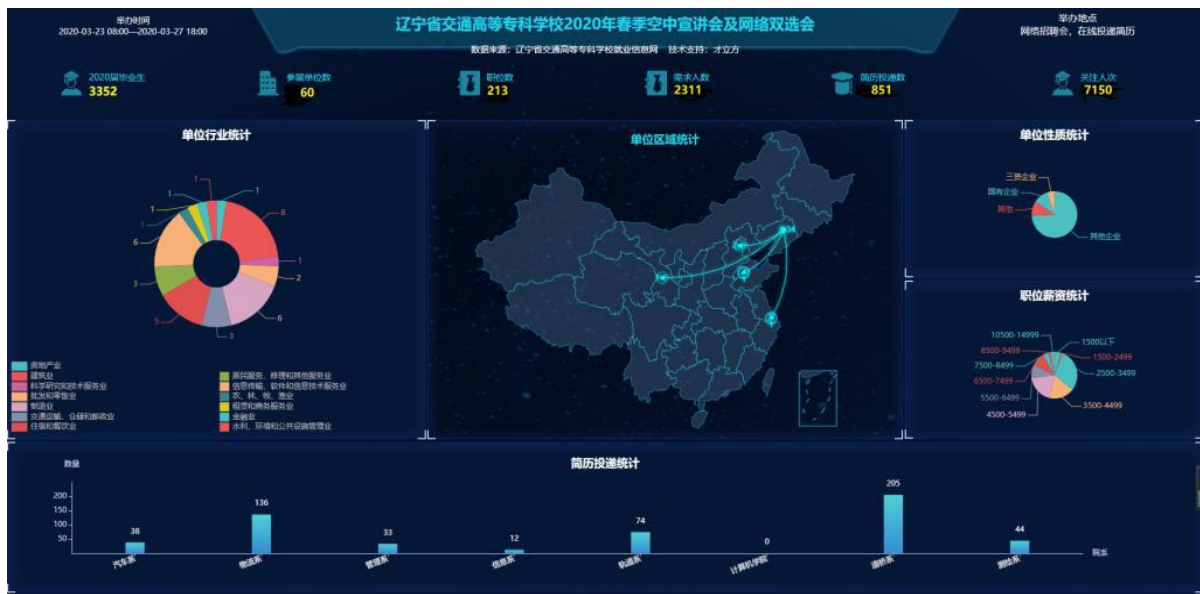 举办时间
2020-03-23 08:00—2020-03-27 18:00
辽宁省交通高等专科学校2020年春季空中宣讲会及网络双选会
数据来源：辽宁省交通高等专科学校就业信息网 技术支持：才立方
举办地点
网络招聘会，在线投递简历
2020届毕业生
3352
参展单位数
60
职位数
213
需求人数
2311
简历投递数
851
关注人次
7150
单位行业统计
1
1
1
1
8
1
1
6
2
3
5
6
3
房地产业
建筑业
科学研究和技术服务业
批发和零售业
制造业
交通运输、仓储和邮政业
住宿和餐饮业
居民服务、修理和其他服务业
信息传输、软件和信息技术服务业
农、林、牧、渔业
租赁和商务服务业
金融业
水利、环境和公共设施管理业
单位区域统计
34
单位性质统计
三资企业
国有企业
其他
其他企业
职位薪资统计
10500-14999
1500以下
8500-9499
1500-2499
7500-8499
2500-3499
6500-7499
5500-6499
3500-4499
4500-5499
简历投递统计
数量
200
150
100
50
38
136
33
12
74
0
205
44
汽车系
物流系
管理系
信息系
轨道系
计算机学院
道桥系
测绘系
院系